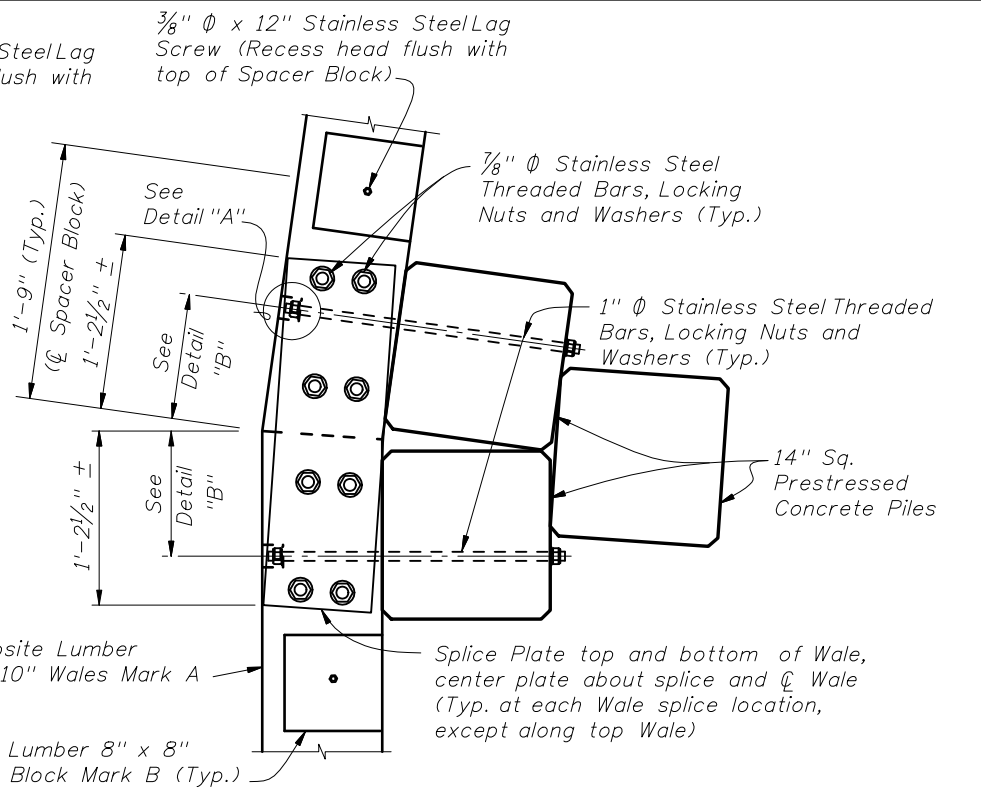 Steel Lag
lush with
3/8" Φ x 12" Stainless Steel Lag
Screw (Recess head flush with
top of Spacer Block)
7/8" Φ Stainless Steel
Threaded Bars, Locking
Nuts and Washers (Typ.)
See
Detail "A"
1'-9" (Typ.)
(℄ Spacer Block)
1'-2 1/2" ±
See
Detail
"B"
1" Φ Stainless Steel Threaded
Bars, Locking Nuts and
Washers (Typ.)
1'-2 1/2" ±
See
Detail
"B"
14" Sq.
Prestressed
Concrete Piles
osite Lumber
10" Wales Mark A
Splice Plate top and bottom of Wale,
center plate about splice and ℄ Wale
(Typ. at each Wale splice location,
except along top Wale)
Lumber 8" x 8"
Block Mark B (Typ.)